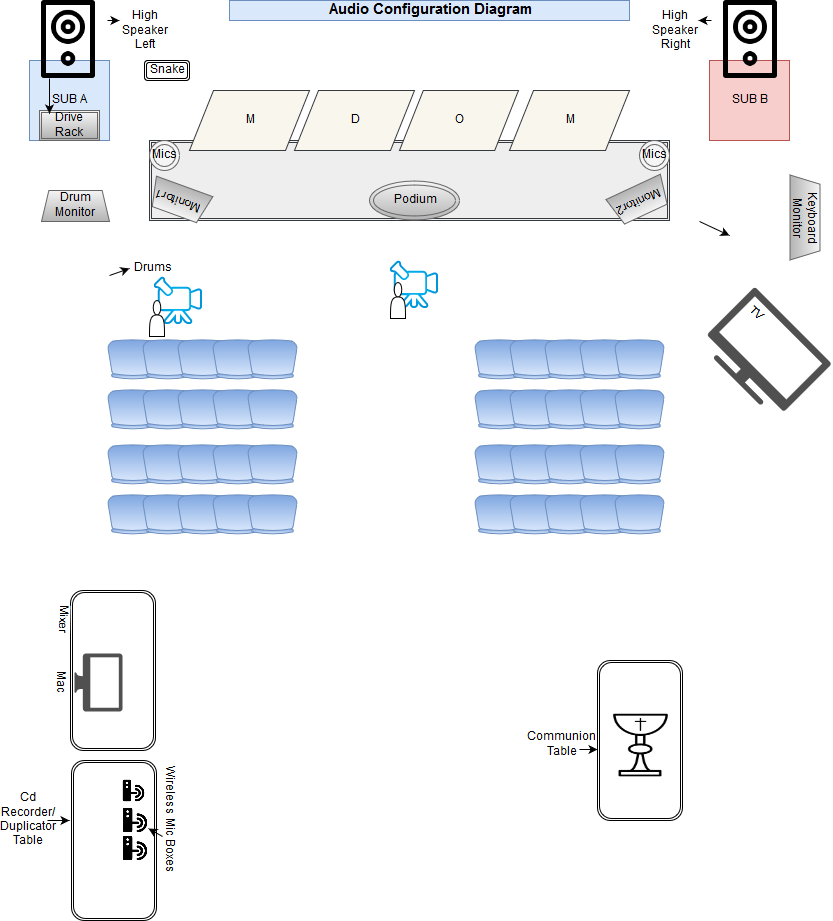 Audio Configuration Diagram
High
Speaker
Left
High
Speaker
Right
Snake
SUB A
Drive
Rack
SUB B
M
D
O
M
Mics
Mics
Monitor1
Podium
Monitor2
Drum
Monitor
Keyboard
Monitor
Drums
TV
Mixer
Mac
Communion
Table
Cd
Recorder/
Duplicator
Table
Wireless Mic Boxes